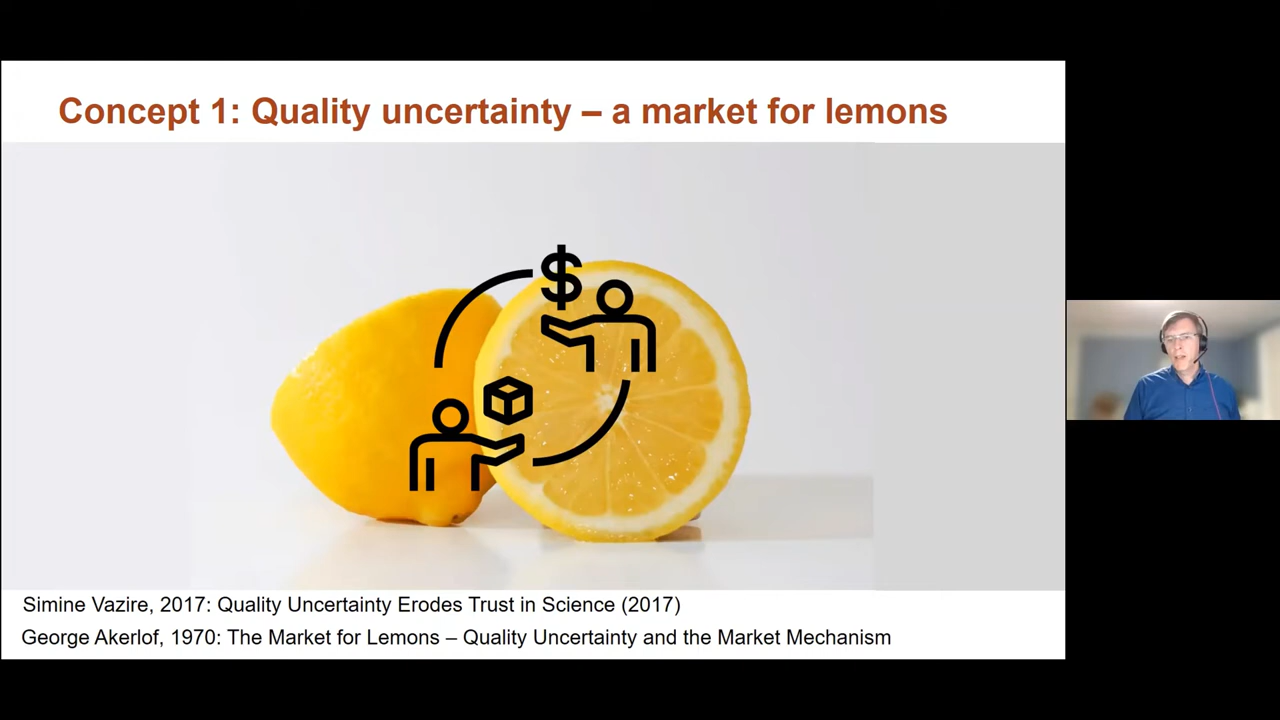 Concept 1: Quality uncertainty – a market for lemons
$
Simine Vazire, 2017: Quality Uncertainty Erodes Trust in Science (2017)
George Akerlof, 1970: The Market for Lemons – Quality Uncertainty and the Market Mechanism